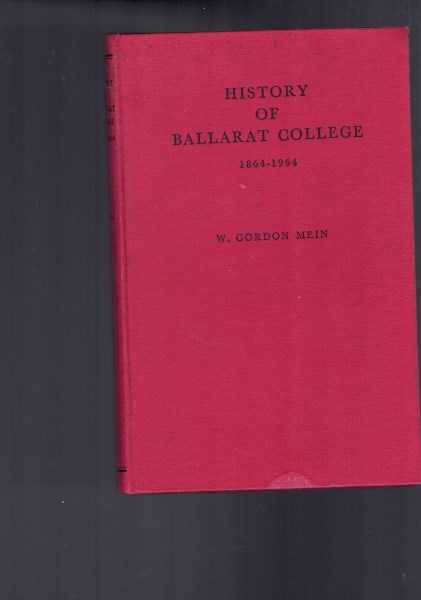 HISTORY
OF
BALLARAT COLLEGE
1864-1964
W. GORDON MEIN